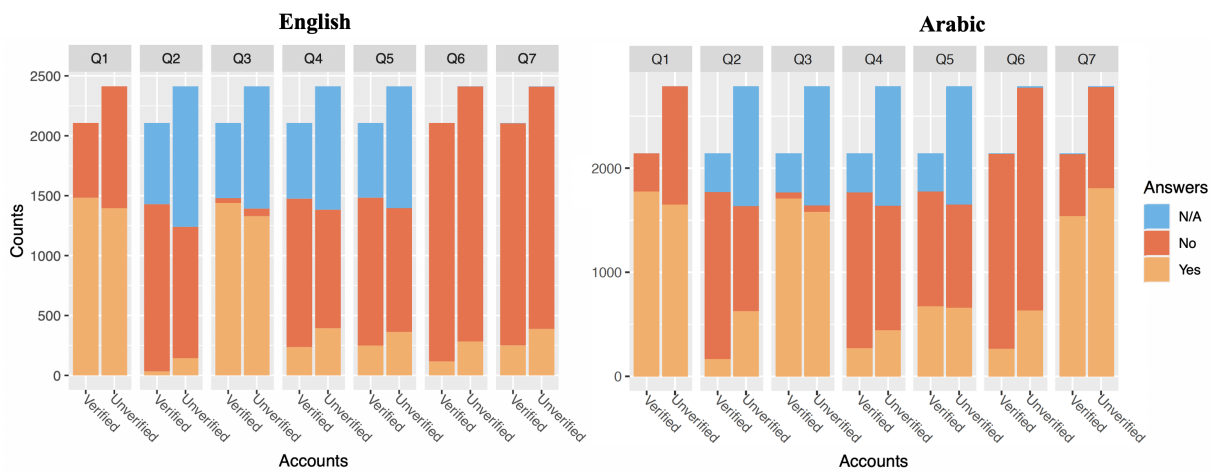 English
Arabic
Q1 Q2 Q3 Q4 Q5 Q6 Q7
Q1 Q2 Q3 Q4 Q5 Q6 Q7
2500
2000
1500
1000
500
0
Counts
2000
1000
0
Verified Unverified Verified Unverified Verified Unverified Verified Unverified Verified Unverified Verified Unverified Verified Unverified
Accounts
Verified Unverified Verified Unverified Verified Unverified Verified Unverified Verified Unverified Verified Unverified Verified Unverified
Accounts
Answers
N/A
No
Yes